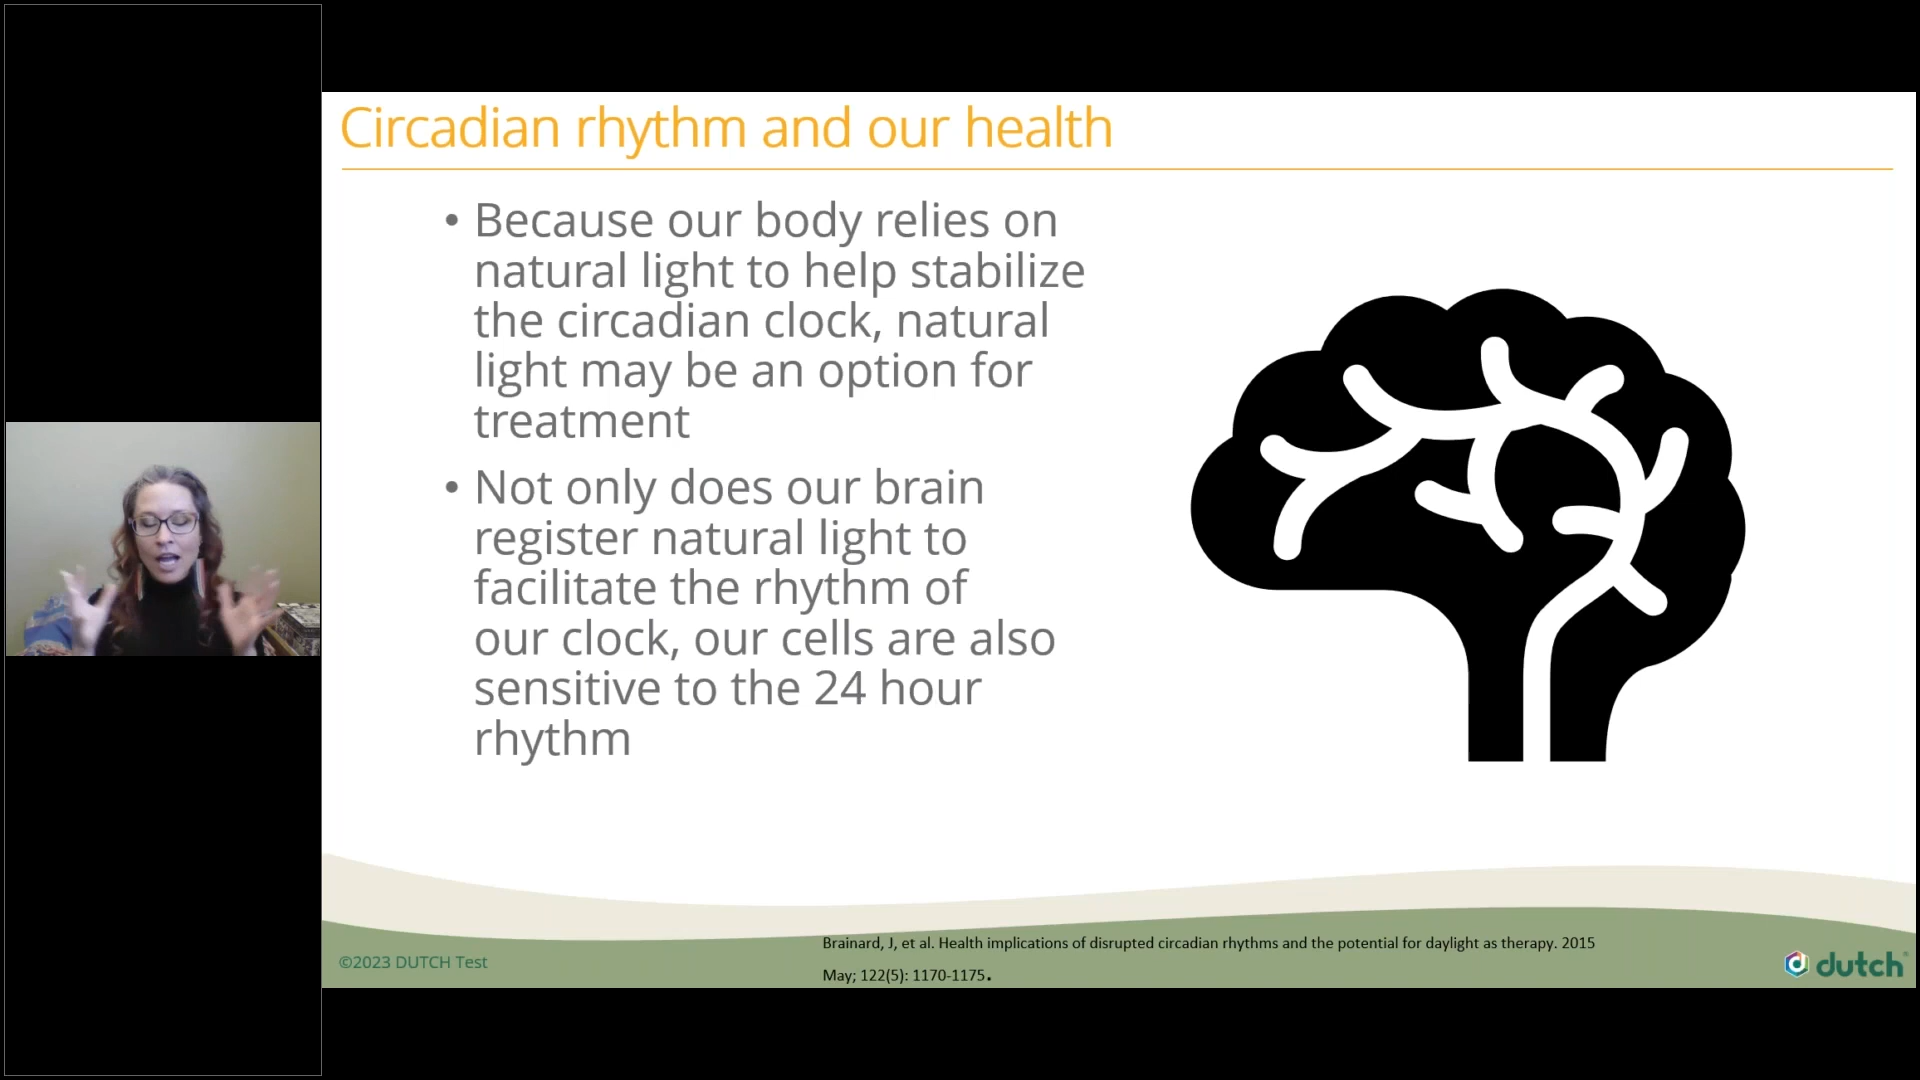 Circadian rhythm and our health
• Because our body relies on
natural light to help stabilize
the circadian clock, natural
light may be an option for
treatment
• Not only does our brain
register natural light to
facilitate the rhythm of
our clock, our cells are also
sensitive to the 24 hour
rhythm
Brainard, J, et al. Health implications of disrupted circadian rhythms and the potential for daylight as therapy. 2015
May; 122(5): 1170-1175.
©2023 DUTCH Test
dutch